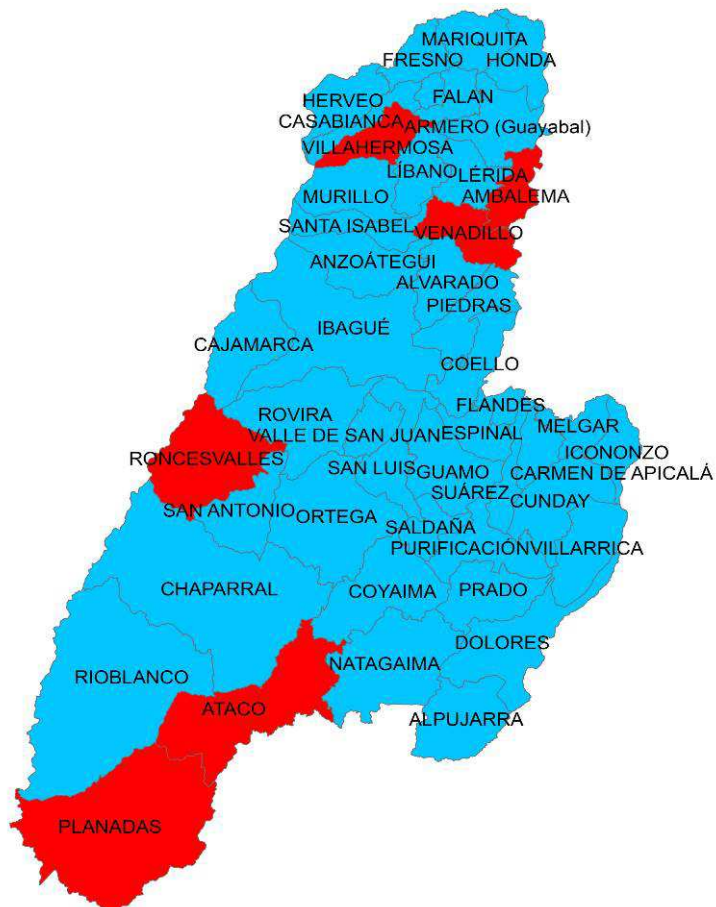 MARIQUITA
FRESNO
HONDA
HERVEO
FALAN
CASABIANCA
ARMERO (Guayabal)
VILLAHERMOSA
LÍBANO
LÉRIDA
MURILLO
AMBALEMA
SANTA ISABEL
VENADILLO
ANZOÁTEGUI
ALVARADO
PIEDRAS
IBAGUÉ
CAJAMARCA
COELLO
FLANDES
ROVIRA
MELGAR
VALLE DE SAN JUAN
ESPINAL
ICONONZO
RONCESVALLES
SAN LUIS
GUAMO
CARMEN DE APICALÁ
SUÁREZ
CUNDAY
SAN ANTONIO
ORTEGA
SALDAÑA
PURIFICACIÓN
VILLARRICA
CHAPARRAL
COYAIMA
PRADO
DOLORES
NATAGAIMA
RIOBLANCO
ATACO
ALPUJARRA
PLANADAS